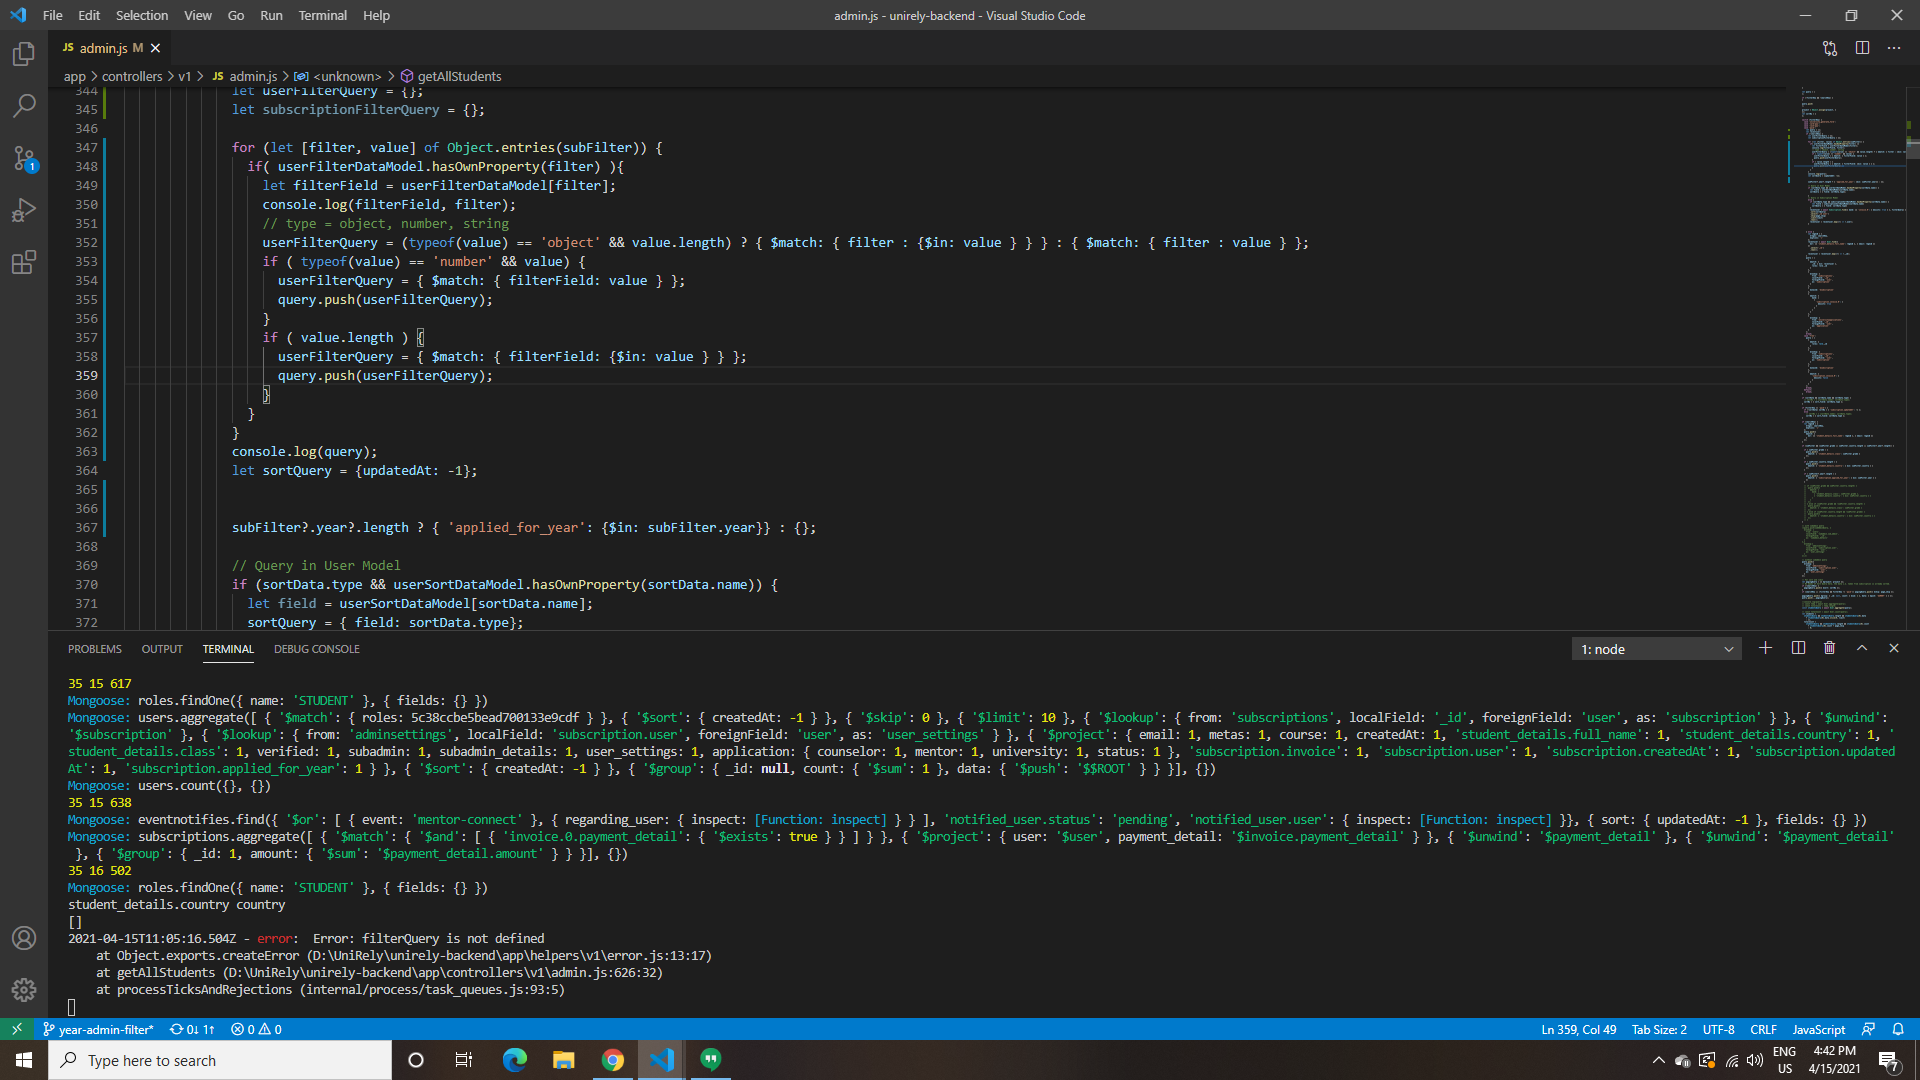 File Edit Selection View Go Run Terminal Help
admin.js - unirely-backend - Visual Studio Code
JS admin.js M
app > controllers > v1 > JS admin.js > <unknown> > getAllStudents
344 let userFilterQuery = {};
345 let subscriptionFilterQuery = {};
346
347 for (let [filter, value] of Object.entries(subFilter)) {
348 if( userFilterDataModel.hasOwnProperty(filter) ){
349 let filterField = userFilterDataModel[filter];
350 console.log(filterField, filter);
351 // type = object, number, string
352 userFilterQuery = (typeof(value) == 'object' && value.length) ? { $match: { filter : {$in: value } } } : { $match: { filter : value } };
353 if ( typeof(value) == 'number' && value) {
354 userFilterQuery = { $match: { filterField: value } };
355 query.push(userFilterQuery);
356 }
357 if ( value.length ) {
358 userFilterQuery = { $match: { filterField: {$in: value } } };
359 query.push(userFilterQuery);
360 }
361 }
362 }
363 console.log(query);
364 let sortQuery = {updatedAt: -1};
365
366
367 subFilter?.year?.length ? { 'applied_for_year': {$in: subFilter.year}} : {};
368
369 // Query in User Model
370 if (sortData.type && userSortDataModel.hasOwnProperty(sortData.name)) {
371 let field = userSortDataModel[sortData.name];
372 sortQuery = { field: sortData.type};
PROBLEMS OUTPUT TERMINAL DEBUG CONSOLE
1: node
35 15 617
Mongoose: roles.findOne({ name: 'STUDENT' }, { fields: {} })
Mongoose: users.aggregate([ { '$match': { roles: 5c38ccbe5bead700133e9cdf } }, { '$sort': { createdAt: -1 } }, { '$skip': 0 }, { '$limit': 10 }, { '$lookup': { from: 'subscriptions', localField: '_id', foreignField: 'user', as: 'subscription' } }, { '$unwind':
'$subscription' }, { '$lookup': { from: 'adminsettings', localField: 'subscription.user', foreignField: 'user', as: 'user_settings' } }, { '$project': { email: 1, metas: 1, course: 1, createdAt: 1, 'student_details.full_name': 1, 'student_details.country': 1, '
student_details.class': 1, verified: 1, subadmin: 1, subadmin_details: 1, user_settings: 1, application: { counselor: 1, mentor: 1, university: 1, status: 1 }, 'subscription.invoice': 1, 'subscription.user': 1, 'subscription.createdAt': 1, 'subscription.updated
At': 1, 'subscription.applied_for_year': 1 } }, { '$sort': { createdAt: -1 } }, { '$group': { _id: null, count: { '$sum': 1 }, data: { '$push': '$$ROOT' } } }], {})
Mongoose: users.count({}, {})
35 15 638
Mongoose: eventnotifies.find({ '$or': [ { event: 'mentor-connect' }, { regarding_user: { inspect: [Function: inspect] } } ], 'notified_user.status': 'pending', 'notified_user.user': { inspect: [Function: inspect] }}, { sort: { updatedAt: -1 }, fields: {} })
Mongoose: subscriptions.aggregate([ { '$match': { '$and': [ { 'invoice.0.payment_detail': { '$exists': true } } ] } }, { '$project': { user: '$user', payment_detail: '$invoice.payment_detail' } }, { '$unwind': '$payment_detail' }, { '$unwind': '$payment_detail'
}, { '$group': { _id: 1, amount: { '$sum': '$payment_detail.amount' } } }], {})
35 16 502
Mongoose: roles.findOne({ name: 'STUDENT' }, { fields: {} })
student_details.country country
[]
2021-04-15T11:05:16.504Z - error: Error: filterQuery is not defined
at Object.exports.createError (D:\UniRely\unirely-backend\app\helpers\v1\error.js:13:17)
at getAllStudents (D:\UniRely\unirely-backend\app\controllers\v1\admin.js:626:32)
at processTicksAndRejections (internal/process/task_queues.js:93:5)
year-admin-filter* 0↓ 1↑ 0 0
Ln 359, Col 49 Tab Size: 2 UTF-8 CRLF JavaScript
Type here to search
ENG
US
4:42 PM
4/15/2021
7
1